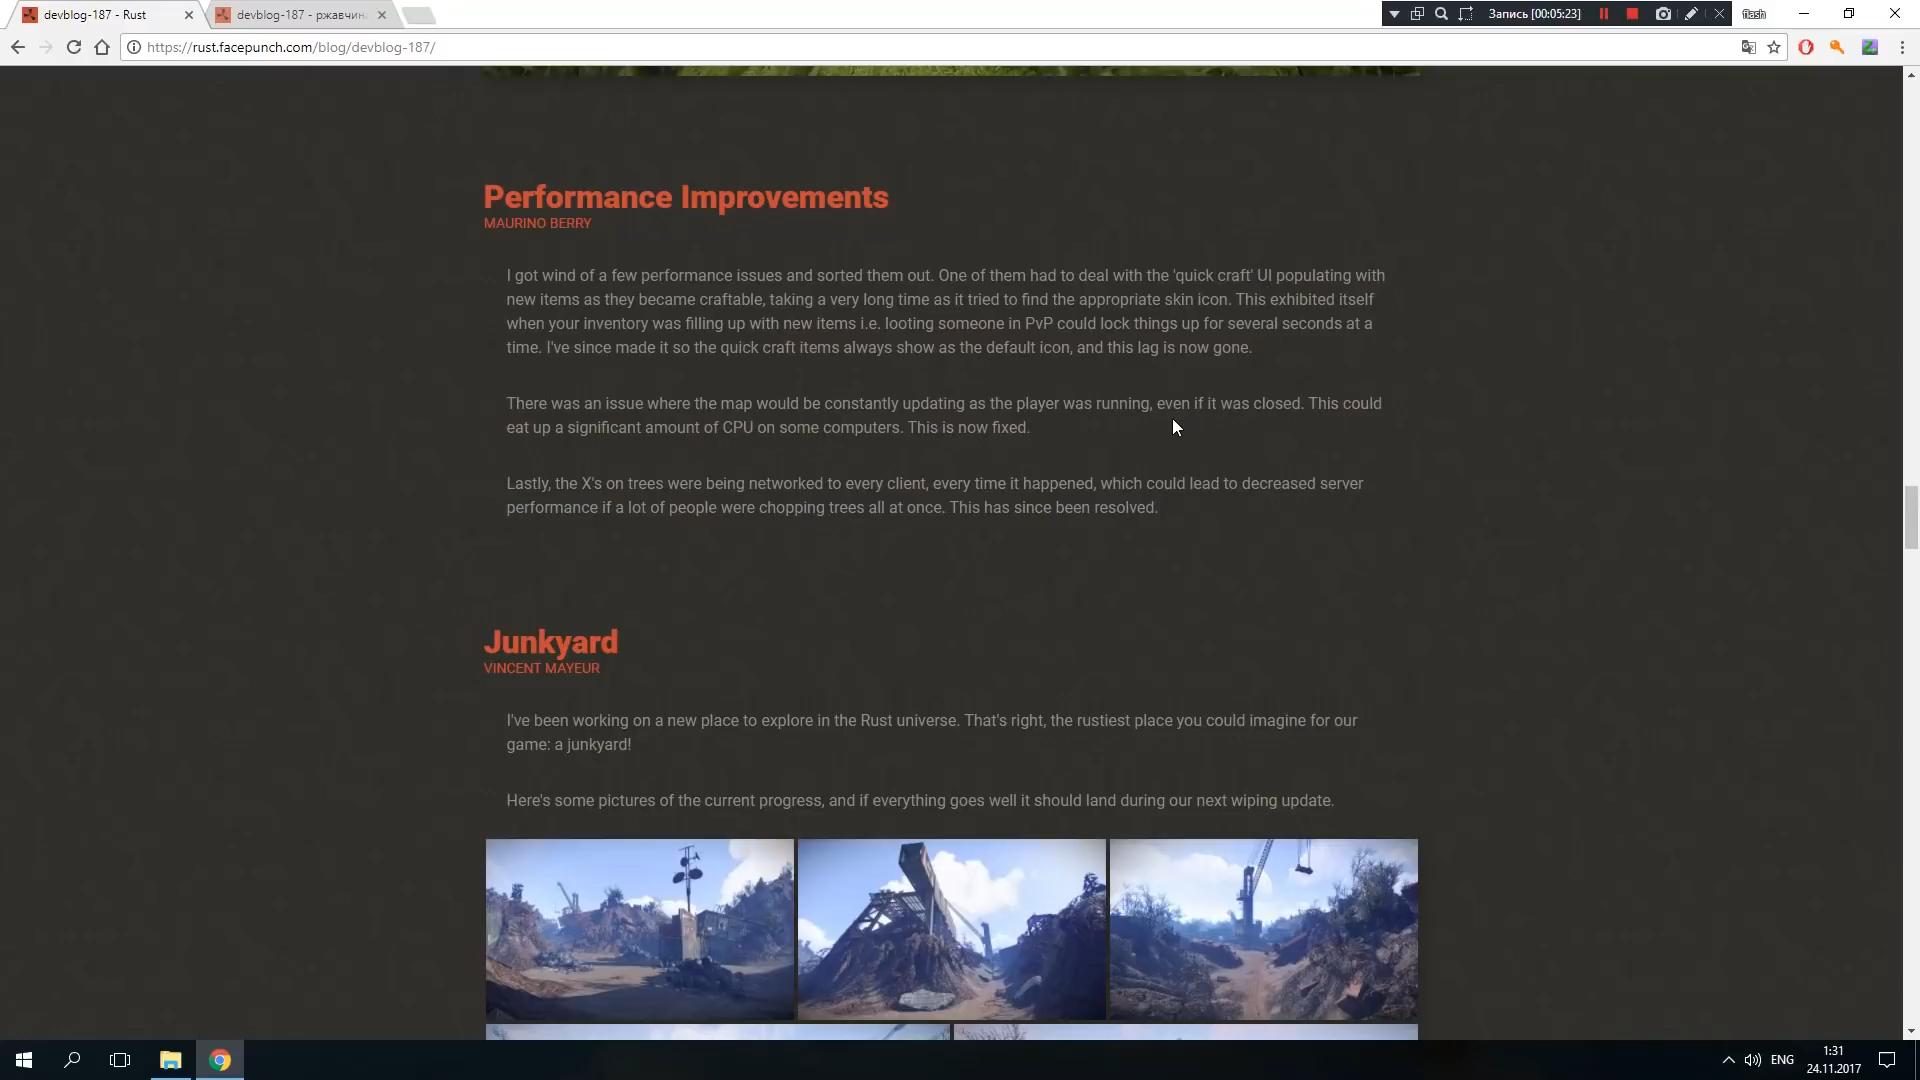 devblog-187 - Rust
devblog-187 - ржавчина
Запись [00:05:23]
flash
https://rust.facepunch.com/blog/devblog-187/
Performance Improvements
MAURINO BERRY
I got wind of a few performance issues and sorted them out. One of them had to deal with the 'quick craft' UI populating with
new items as they became craftable, taking a very long time as it tried to find the appropriate skin icon. This exhibited itself
when your inventory was filling up with new items i.e. looting someone in PvP could lock things up for several seconds at a
time. I've since made it so the quick craft items always show as the default icon, and this lag is now gone.
There was an issue where the map would be constantly updating as the player was running, even if it was closed. This could
eat up a significant amount of CPU on some computers. This is now fixed.
Lastly, the X's on trees were being networked to every client, every time it happened, which could lead to decreased server
performance if a lot of people were chopping trees all at once. This has since been resolved.
Junkyard
VINCENT MAYEUR
I've been working on a new place to explore in the Rust universe. That's right, the rustiest place you could imagine for our
game: a junkyard!
Here's some pictures of the current progress, and if everything goes well it should land during our next wiping update.
ENG
1:31
24.11.2017